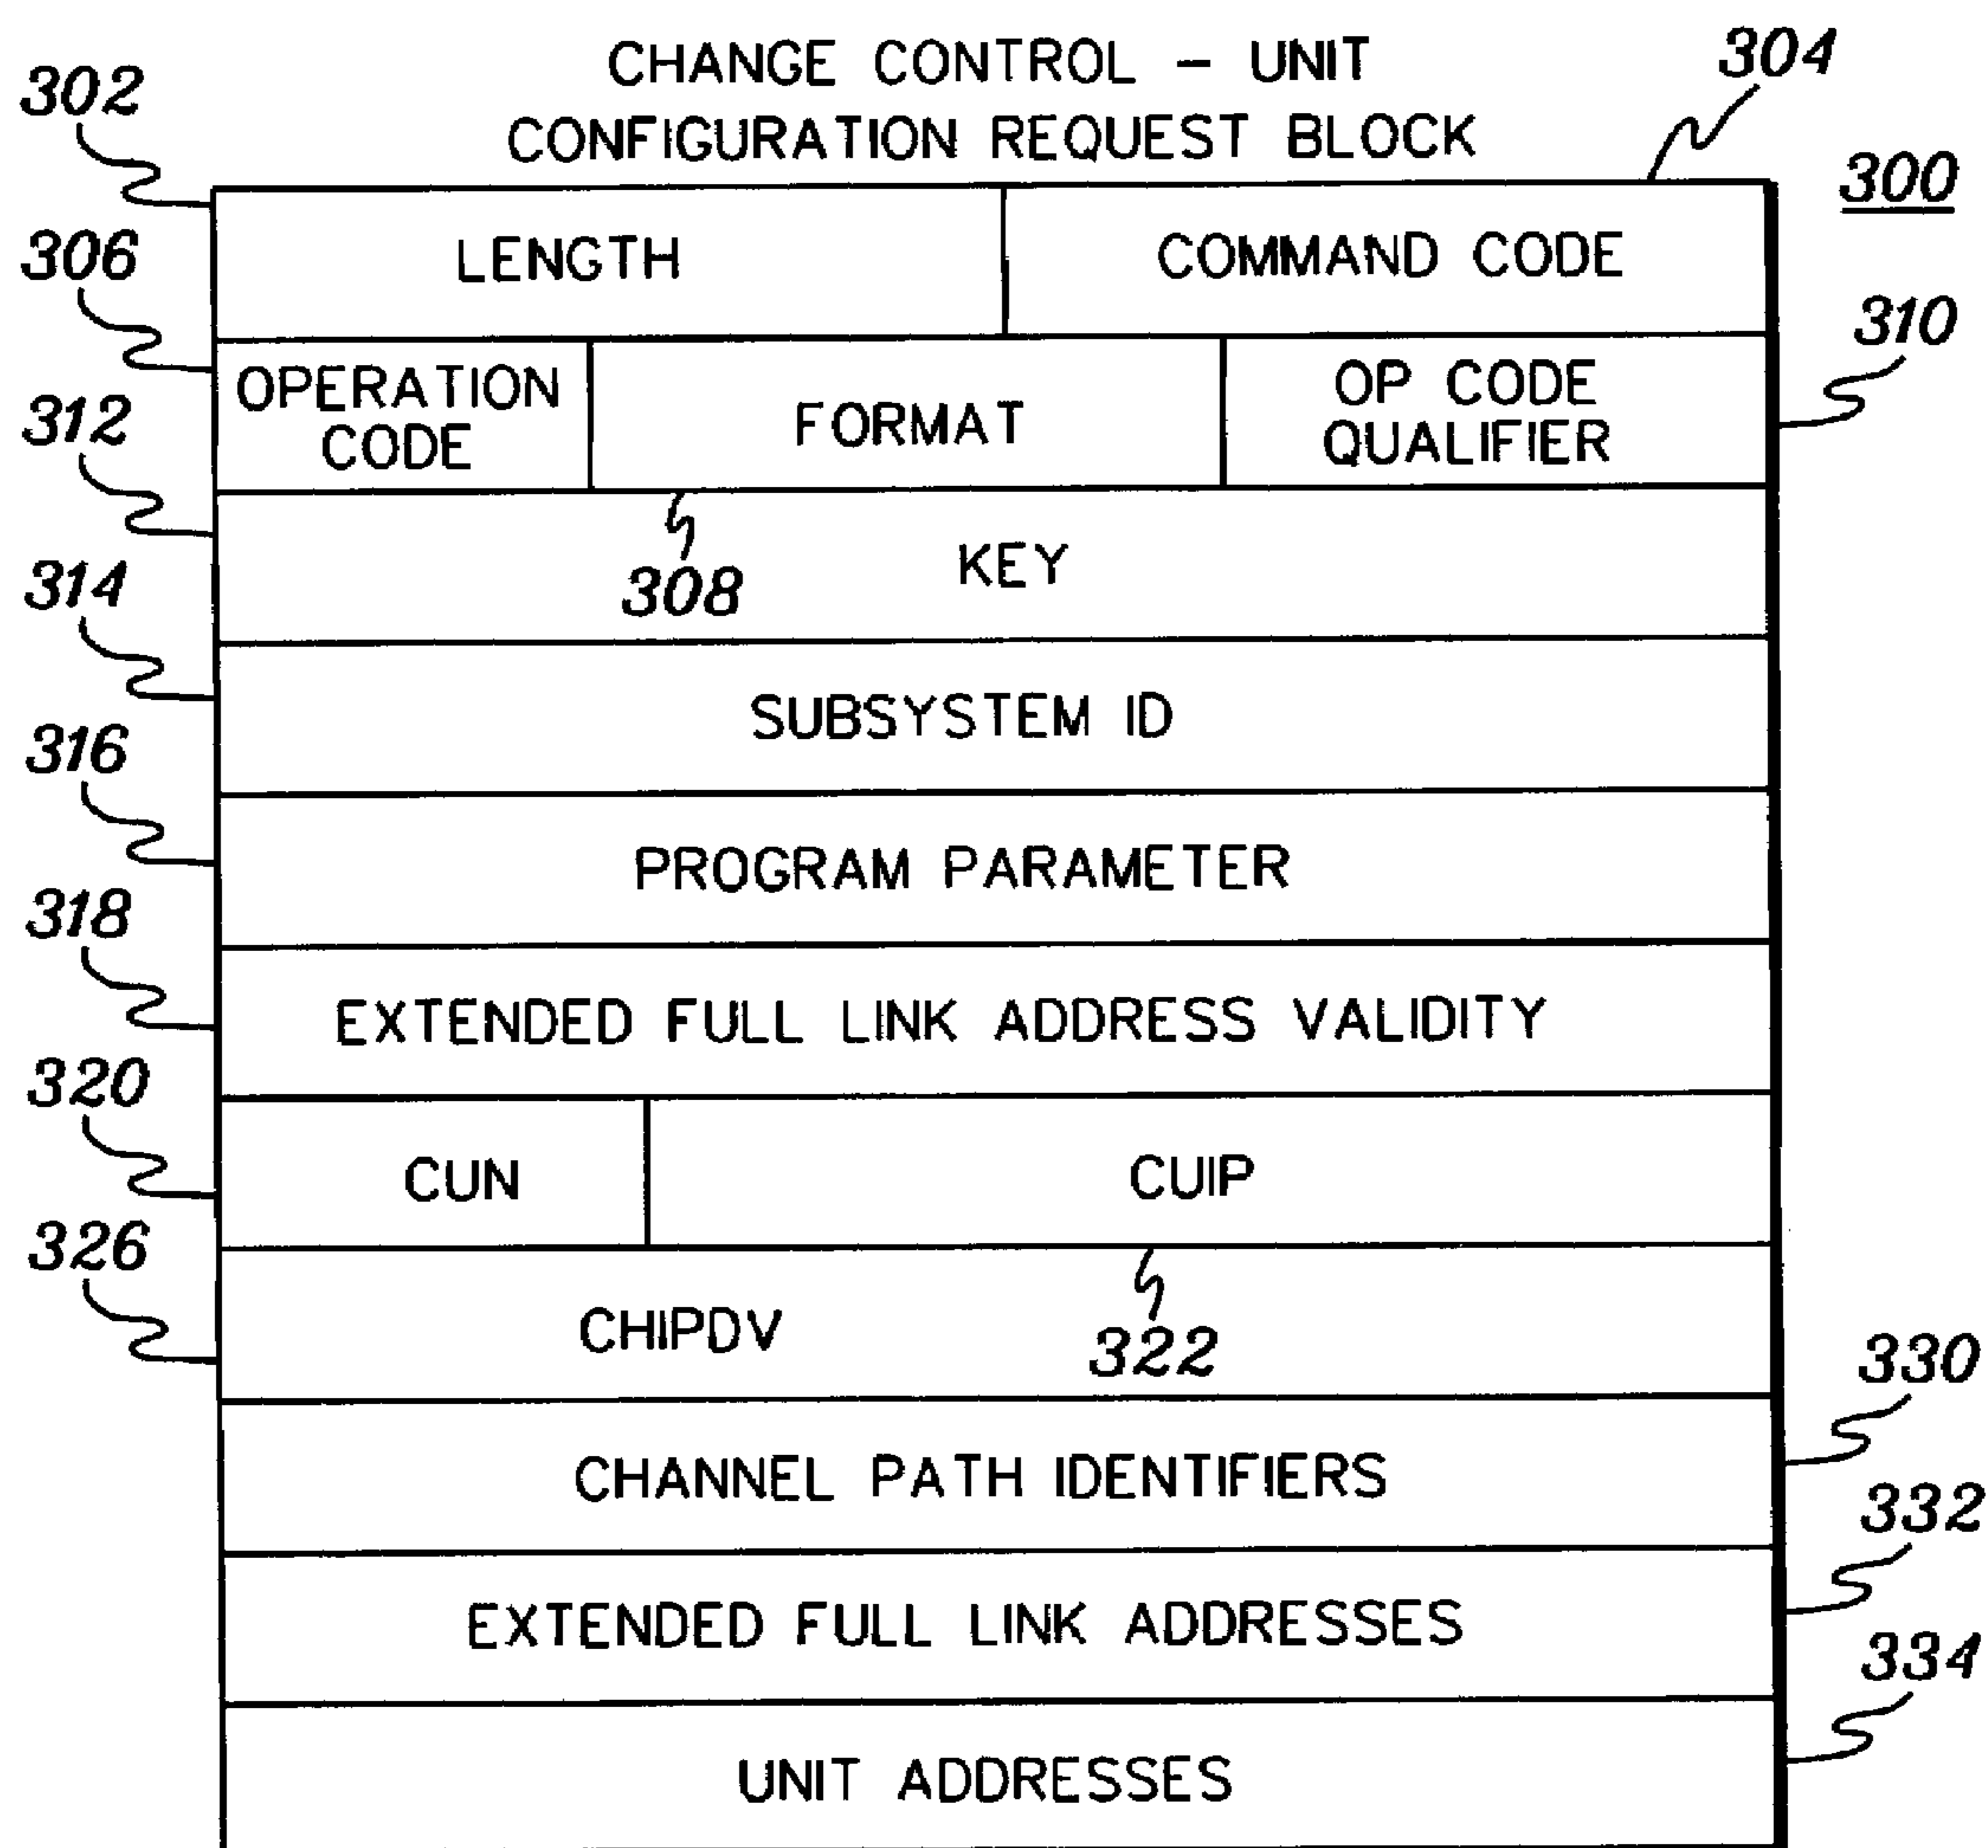 CHANGE CONTROL - UNIT
CONFIGURATION REQUEST BLOCK
302
304
300
LENGTH
COMMAND CODE
306
310
OPERATION
CODE
FORMAT
OP CODE
QUALIFIER
312
308
KEY
314
SUBSYSTEM ID
316
PROGRAM PARAMETER
318
EXTENDED FULL LINK ADDRESS VALIDITY
320
CUN
CUIP
326
CHIPDV
322
330
CHANNEL PATH IDENTIFIERS
332
EXTENDED FULL LINK ADDRESSES
334
UNIT ADDRESSES